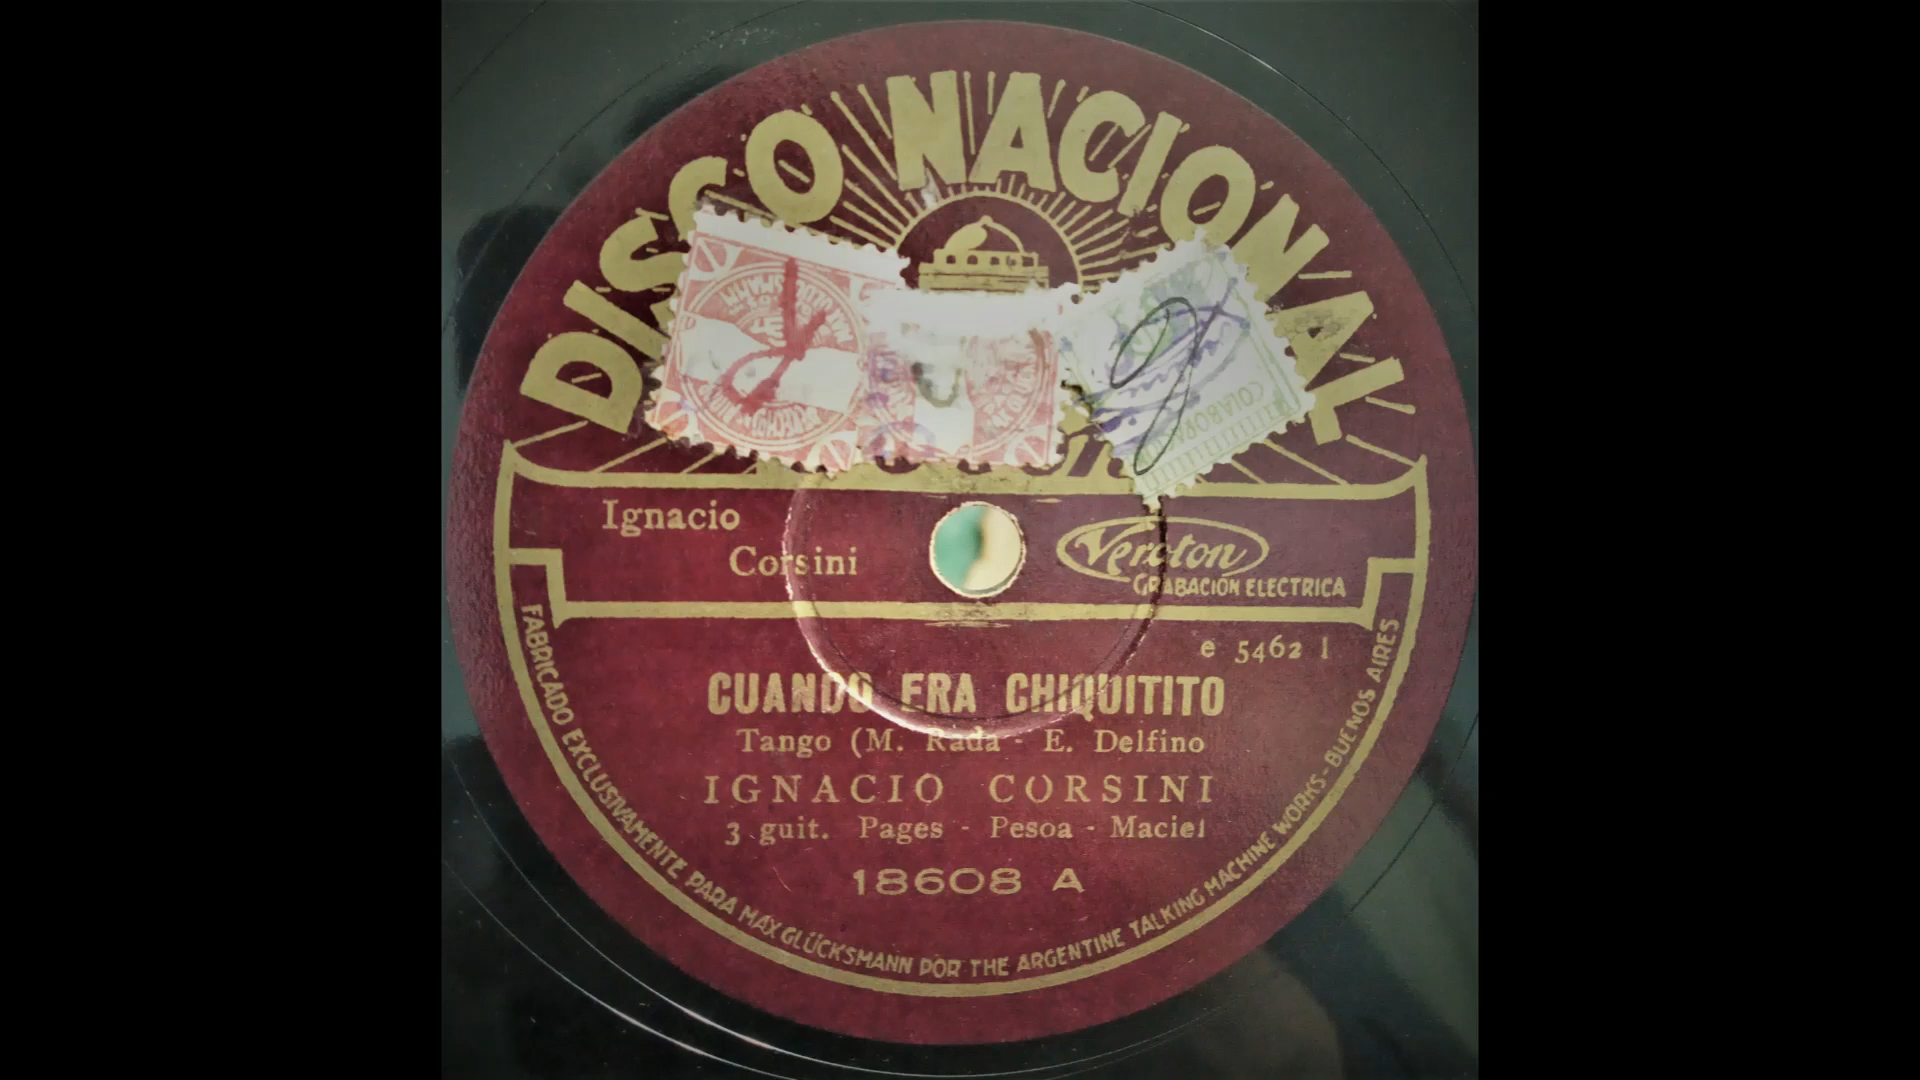 DISCO NACIONAL
Ignacio
Corsini
Veroton
GRABACIÓN ELECTRICA
e 5462 I
CUANDO ERA CHIQUITITO
Tango (M. Rada - E. Delfino
IGNACIO CORSINI
3 guit. Pages - Pesoa - Maciel
18608 A
FABRICADO EXCLUSIVAMENTE PARA MAX GLÜCKSMANN POR THE ARGENTINE TALKING MACHINE WORKS - BUENOS AIRES